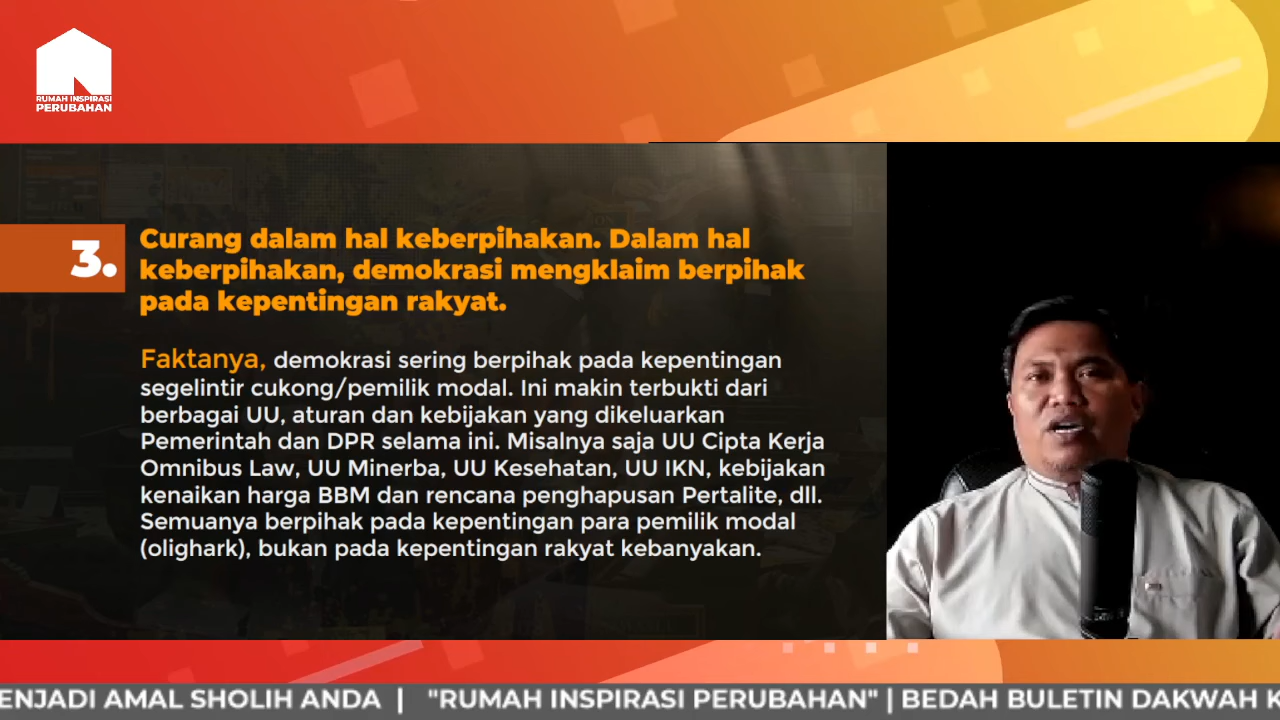 RUMAH INSPIRASI
PERUBAHAN
3.
Curang dalam hal keberpihakan. Dalam hal
keberpihakan, demokrasi mengklaim berpihak
pada kepentingan rakyat.
Faktanya, demokrasi sering berpihak pada kepentingan
segelintir cukong/pemilik modal. Ini makin terbukti dari
berbagai UU, aturan dan kebijakan yang dikeluarkan
Pemerintah dan DPR selama ini. Misalnya saja UU Cipta Kerja
Omnibus Law, UU Minerba, UU Kesehatan, UU IKN, kebijakan
kenaikan harga BBM dan rencana penghapusan Pertalite, dll.
Semuanya berpihak pada kepentingan para pemilik modal
(olighark), bukan pada kepentingan rakyat kebanyakan.
ENJADI AMAL SHOLIH ANDA | "RUMAH INSPIRASI PERUBAHAN" | BEDAH BULETIN DAKWAH K